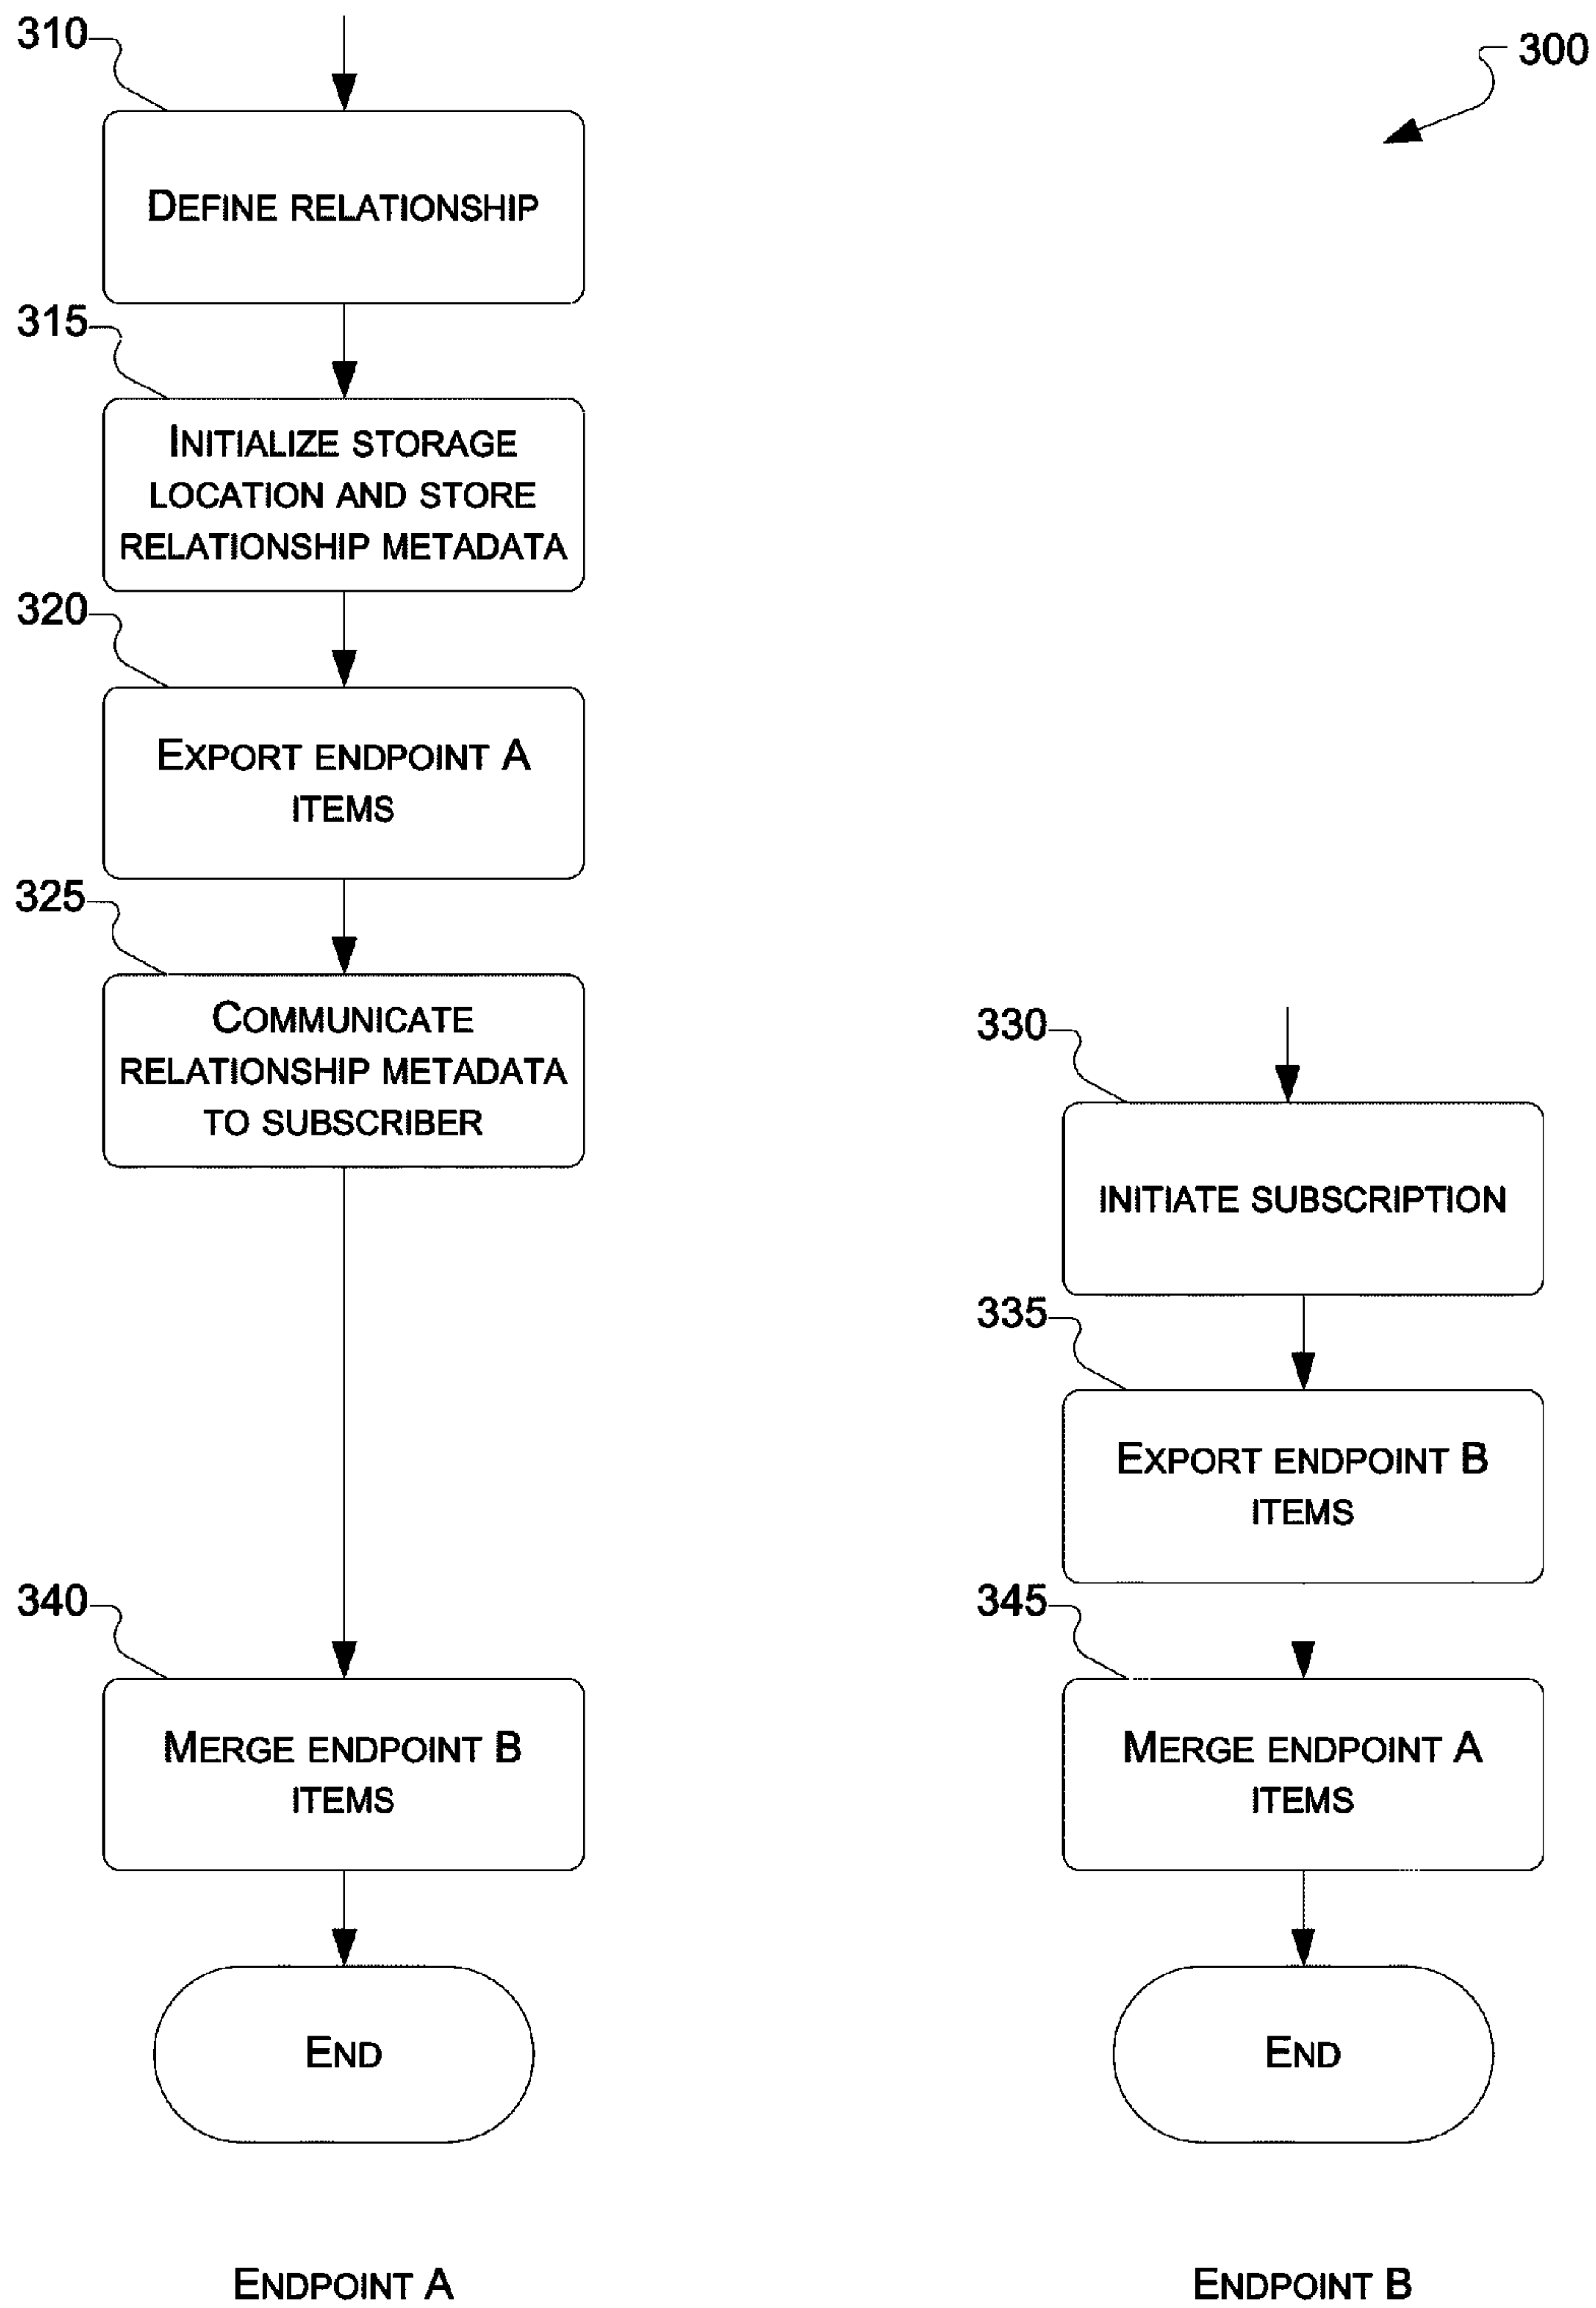 310
300
DEFINE RELATIONSHIP
315
INITIALIZE STORAGE
LOCATION AND STORE
RELATIONSHIP METADATA
320
EXPORT ENDPOINT A
ITEMS
325
COMMUNICATE
RELATIONSHIP METADATA
TO SUBSCRIBER
330
INITIATE SUBSCRIPTION
335
EXPORT ENDPOINT B
ITEMS
340
MERGE ENDPOINT B
ITEMS
345
MERGE ENDPOINT A
ITEMS
END
END
ENDPOINT A
ENDPOINT B